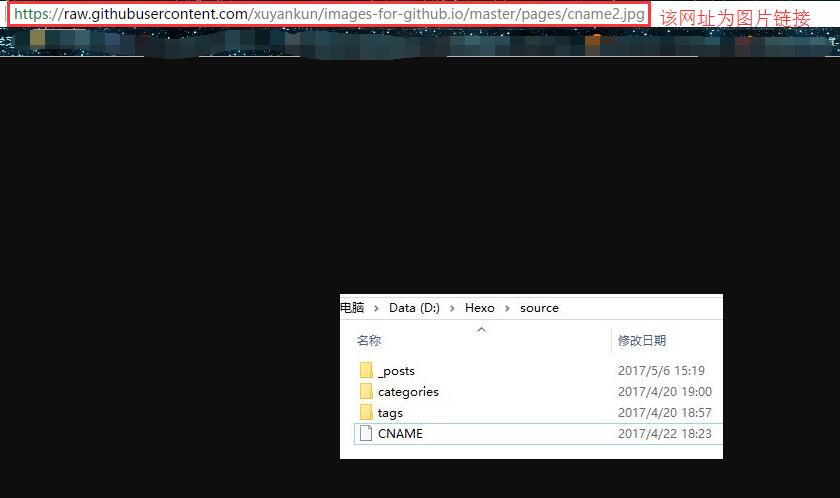 https://raw.githubusercontent.com/xuyankun/images-for-github.io/master/pages/cname2.jpg 该网址为图片链接
电脑 > Data (D:) > Hexo > source
名称 修改日期
_posts 2017/5/6 15:19
categories 2017/4/20 19:00
tags 2017/4/20 18:57
CNAME 2017/4/22 18:23